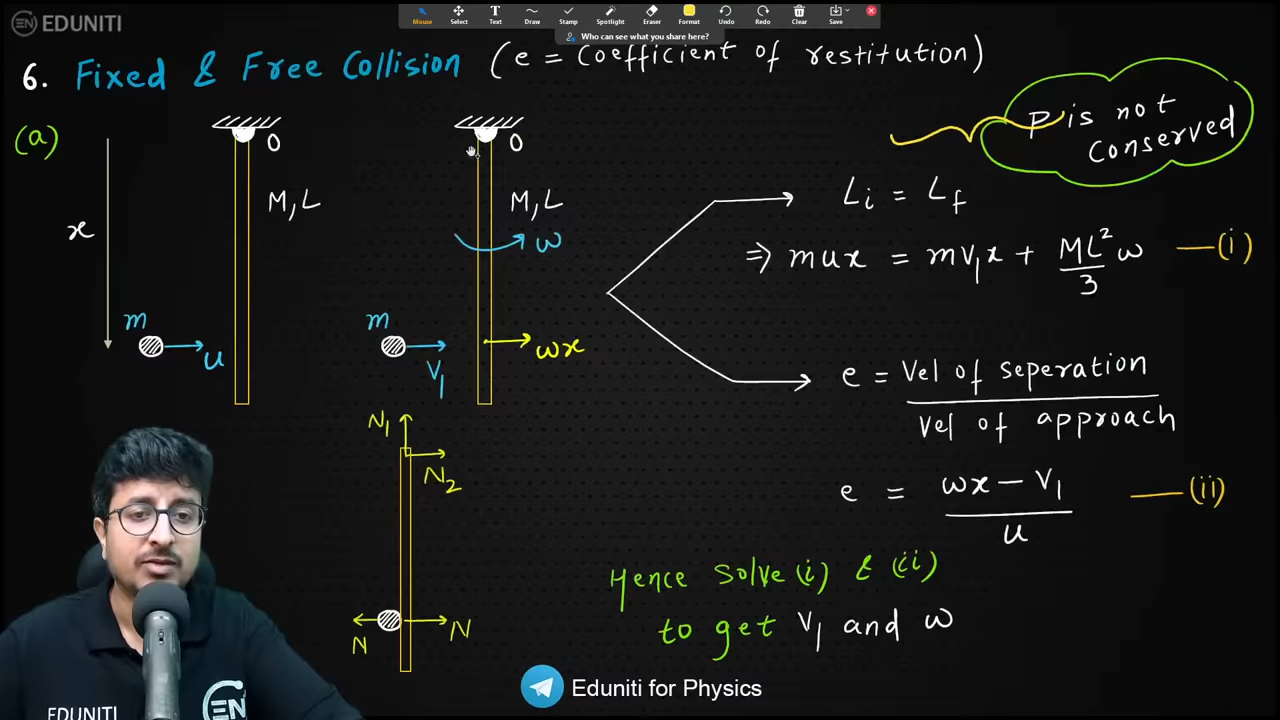 EN EDUNITI
Mouse Select Text Draw Stamp Spotlight Eraser Format Undo Redo Clear Save
Who can see what you share here?
6. Fixed & Free Collision (e = Coefficient of restitution)
P is not
conserved
(a)
O
O
M, L
M, L
x
ω
m
u
m
V₁
ωx
Lᵢ = L_f
⇒ mux = mv₁x + ML²/3 ω —(i)
e = Vel of seperation / Vel of approach
e = ωx – V₁ / u —(ii)
N₁
N₂
N
N
Hence solve (i) & (ii)
to get V₁ and ω
Eduniti for Physics
EN
EDUNITI